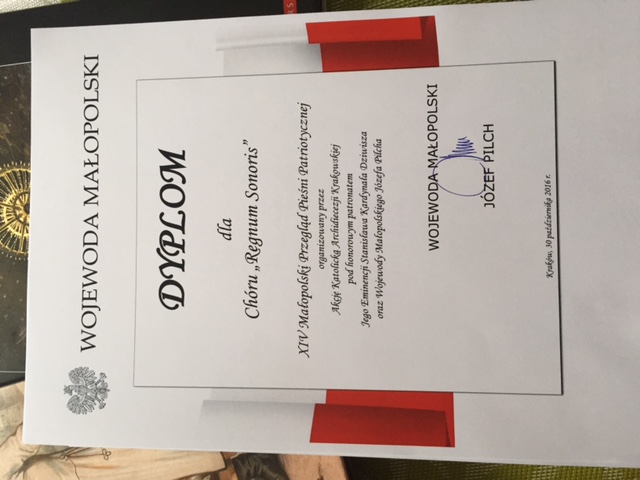 WOJEWODA MAŁOPOLSKI
DYPLOM
dla
Chóru „Regnum Sonoris”
XIV Małopolski Przegląd Pieśni Patriotycznej
organizowany przez
Akcję Katolicką Archidiecezji Krakowskiej
pod honorowym patronatem
Jego Eminencji Stanisława Kardynała Dziwisza
oraz Wojewody Małopolskiego Józefa Pilcha
WOJEWODA MAŁOPOLSKI
JÓZEF PILCH
Kraków, 30 października 2016 r.